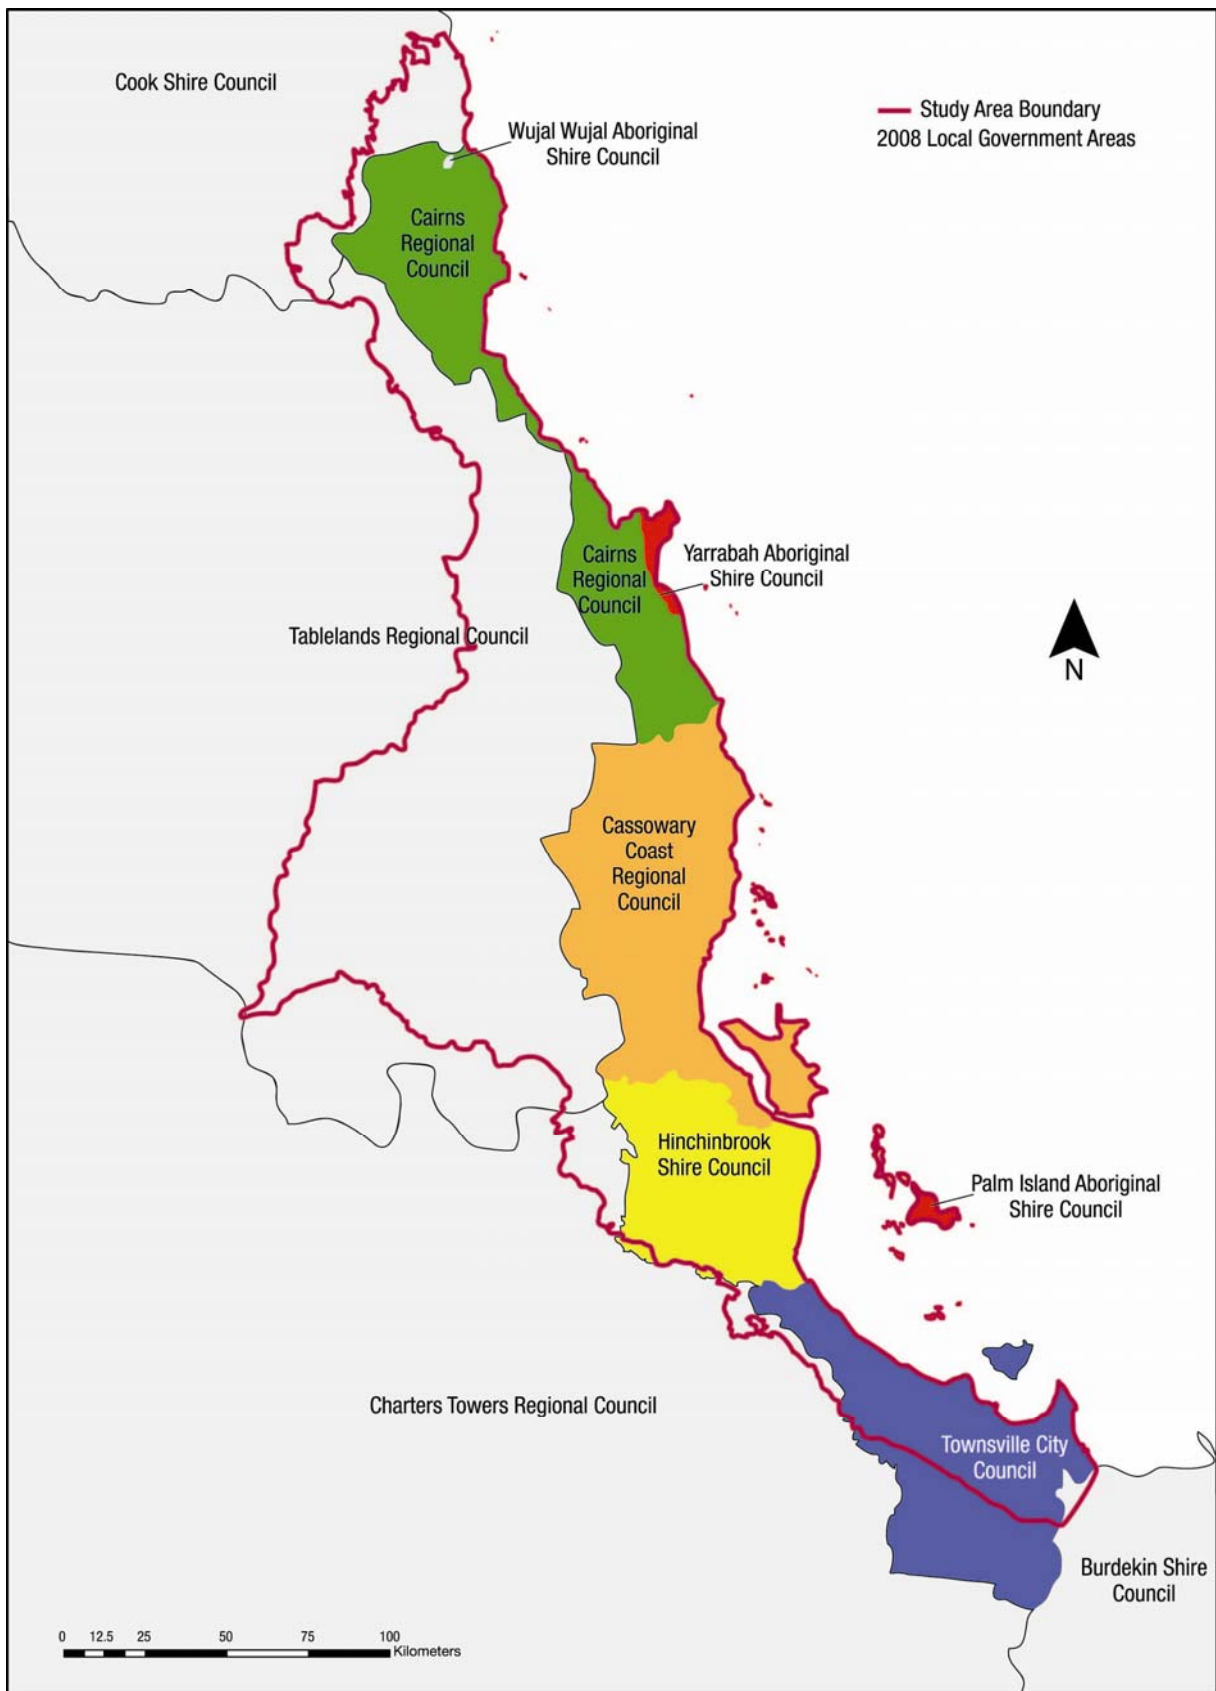 Cook Shire Council
Study Area Boundary
2008 Local Government Areas
Wujal Wujal Aboriginal
Shire Council
Cairns
Regional
Council
Cairns
Regional
Council
Yarrabah Aboriginal
Shire Council
Tablelands Regional Council
N
Cassowary
Coast
Regional
Council
Hinchinbrook
Shire Council
Palm Island Aboriginal
Shire Council
Charters Towers Regional Council
Townsville City
Council
Burdekin Shire
Council
0 12.5 25 50 75 100
Kilometers